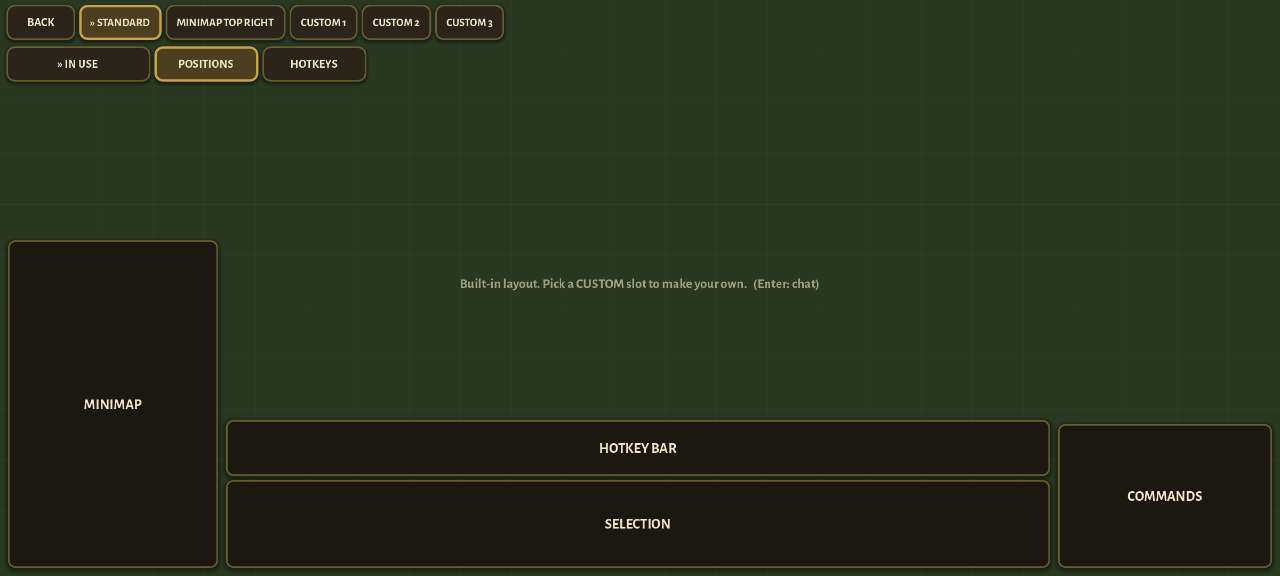 BACK
» STANDARD
MINIMAP TOP RIGHT
CUSTOM 1
CUSTOM 2
CUSTOM 3
» IN USE
POSITIONS
HOTKEYS
Built-in layout. Pick a CUSTOM slot to make your own. (Enter: chat)
MINIMAP
HOTKEY BAR
COMMANDS
SELECTION